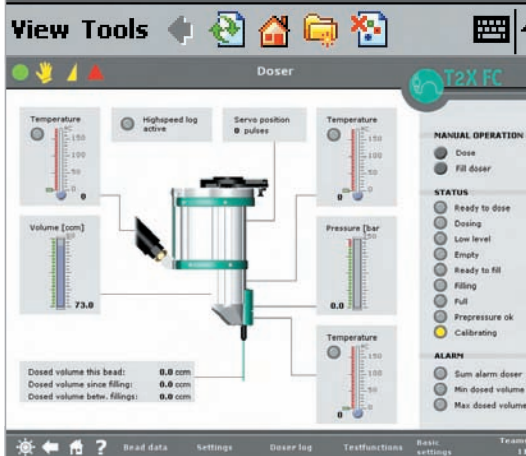 View Tools
Doser
T2X FC
Temperature
°C
150
100
50
0
0
Highspeed log
active
Servo position
0 pulses
Temperature
°C
150
100
50
0
0
MANUAL OPERATION
Dose
Fill doser
STATUS
Ready to dose
Dosing
Low level
Empty
Ready to fill
Filling
Full
Prepressure ok
Calibrating
Volume [ccm]
73.0
Pressure [bar
0.0
Temperature
°C
150
100
50
0
0
Dosed volume this bead: 0.0 ccm
Dosed volume since filling: 0.0 ccm
Dosed volume betw. fillings: 0.0 ccm
ALARM
Sum alarm doser
Min dosed volume
Max dosed volume
? Bead data Settings Doser log Testfunctions Basic
settings